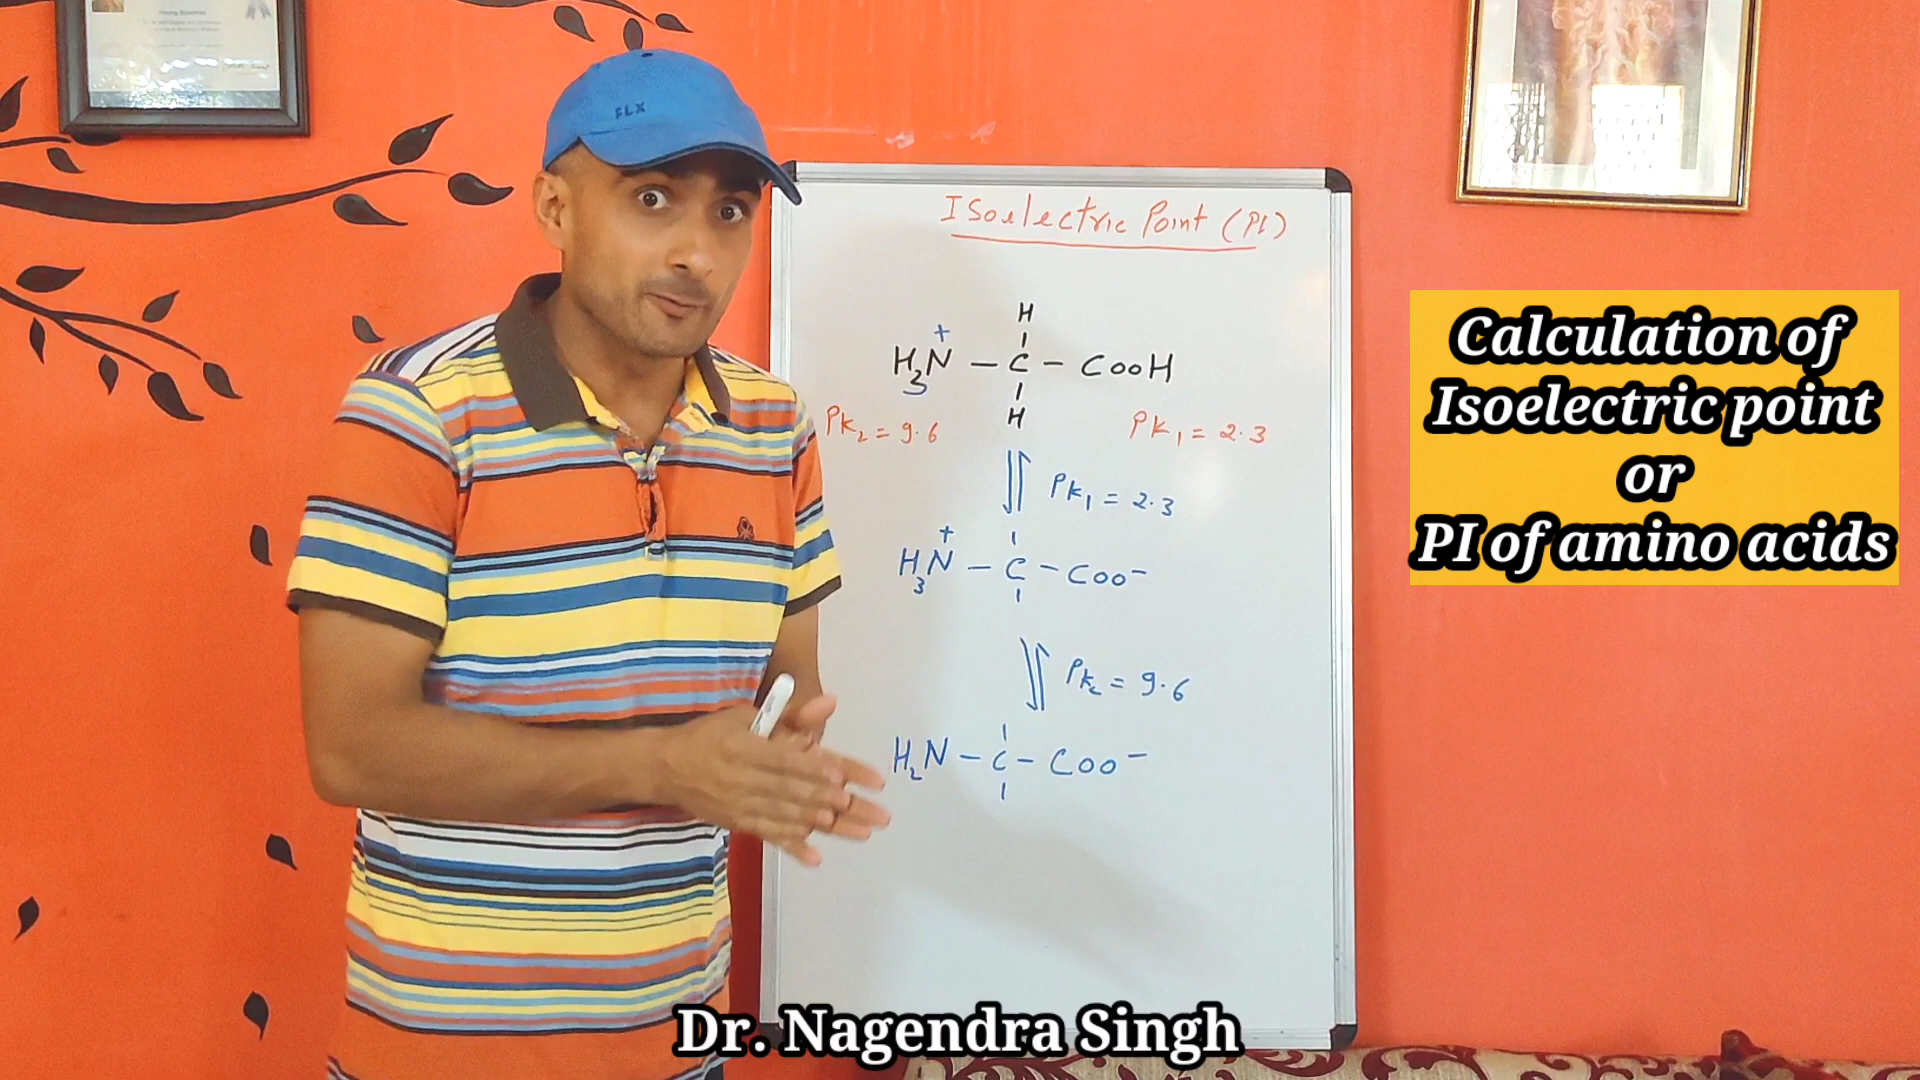 FLX
Isoelectric Point (PI)
H
+
H3N – C – COOH
H
Pk2 = 9.6
Pk1 = 2.3
Pk1 = 2.3
+
H3N – C – COO–
Pk2 = 9.6
H2N – C – COO–
Calculation of
Isoelectric point
or
PI of amino acids
Dr. Nagendra Singh